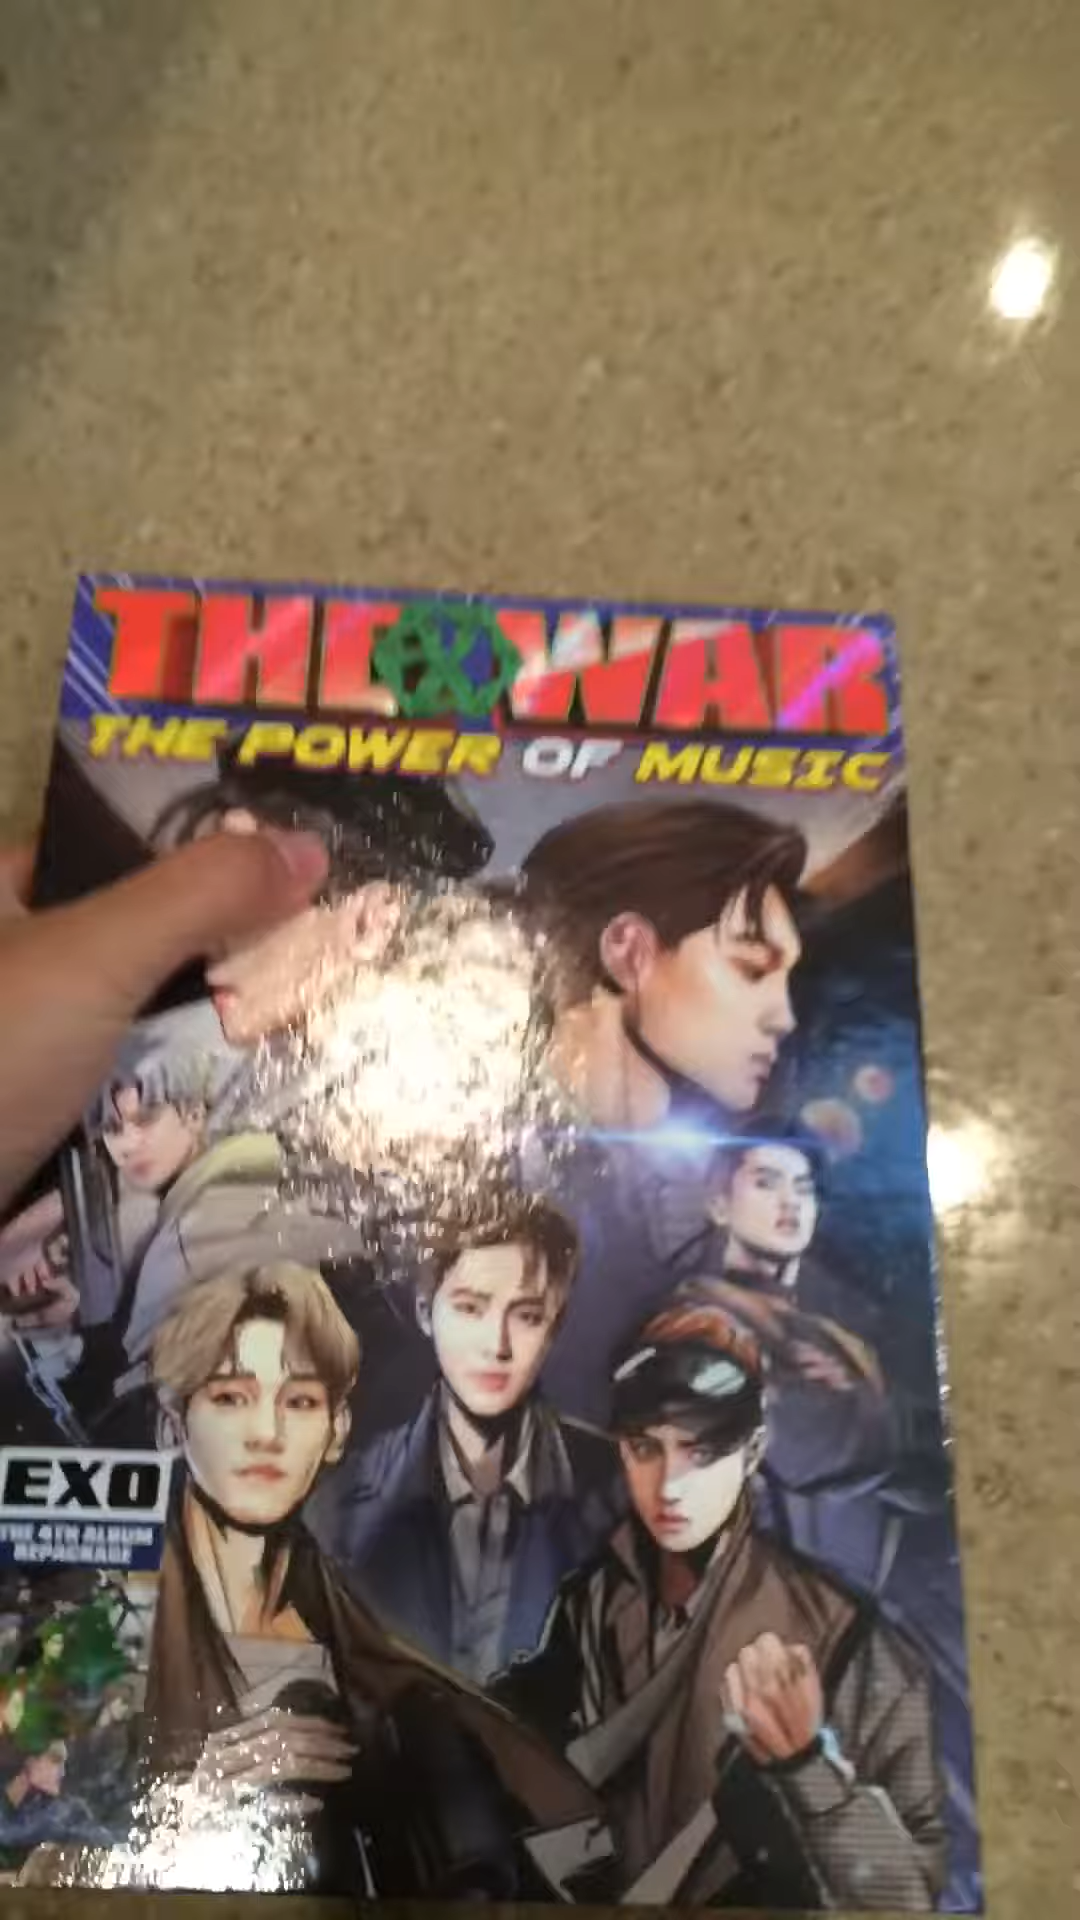 THE WAR
THE POWER OF MUSIC
EXO
THE 4TH ALBUM
REPACKAGE